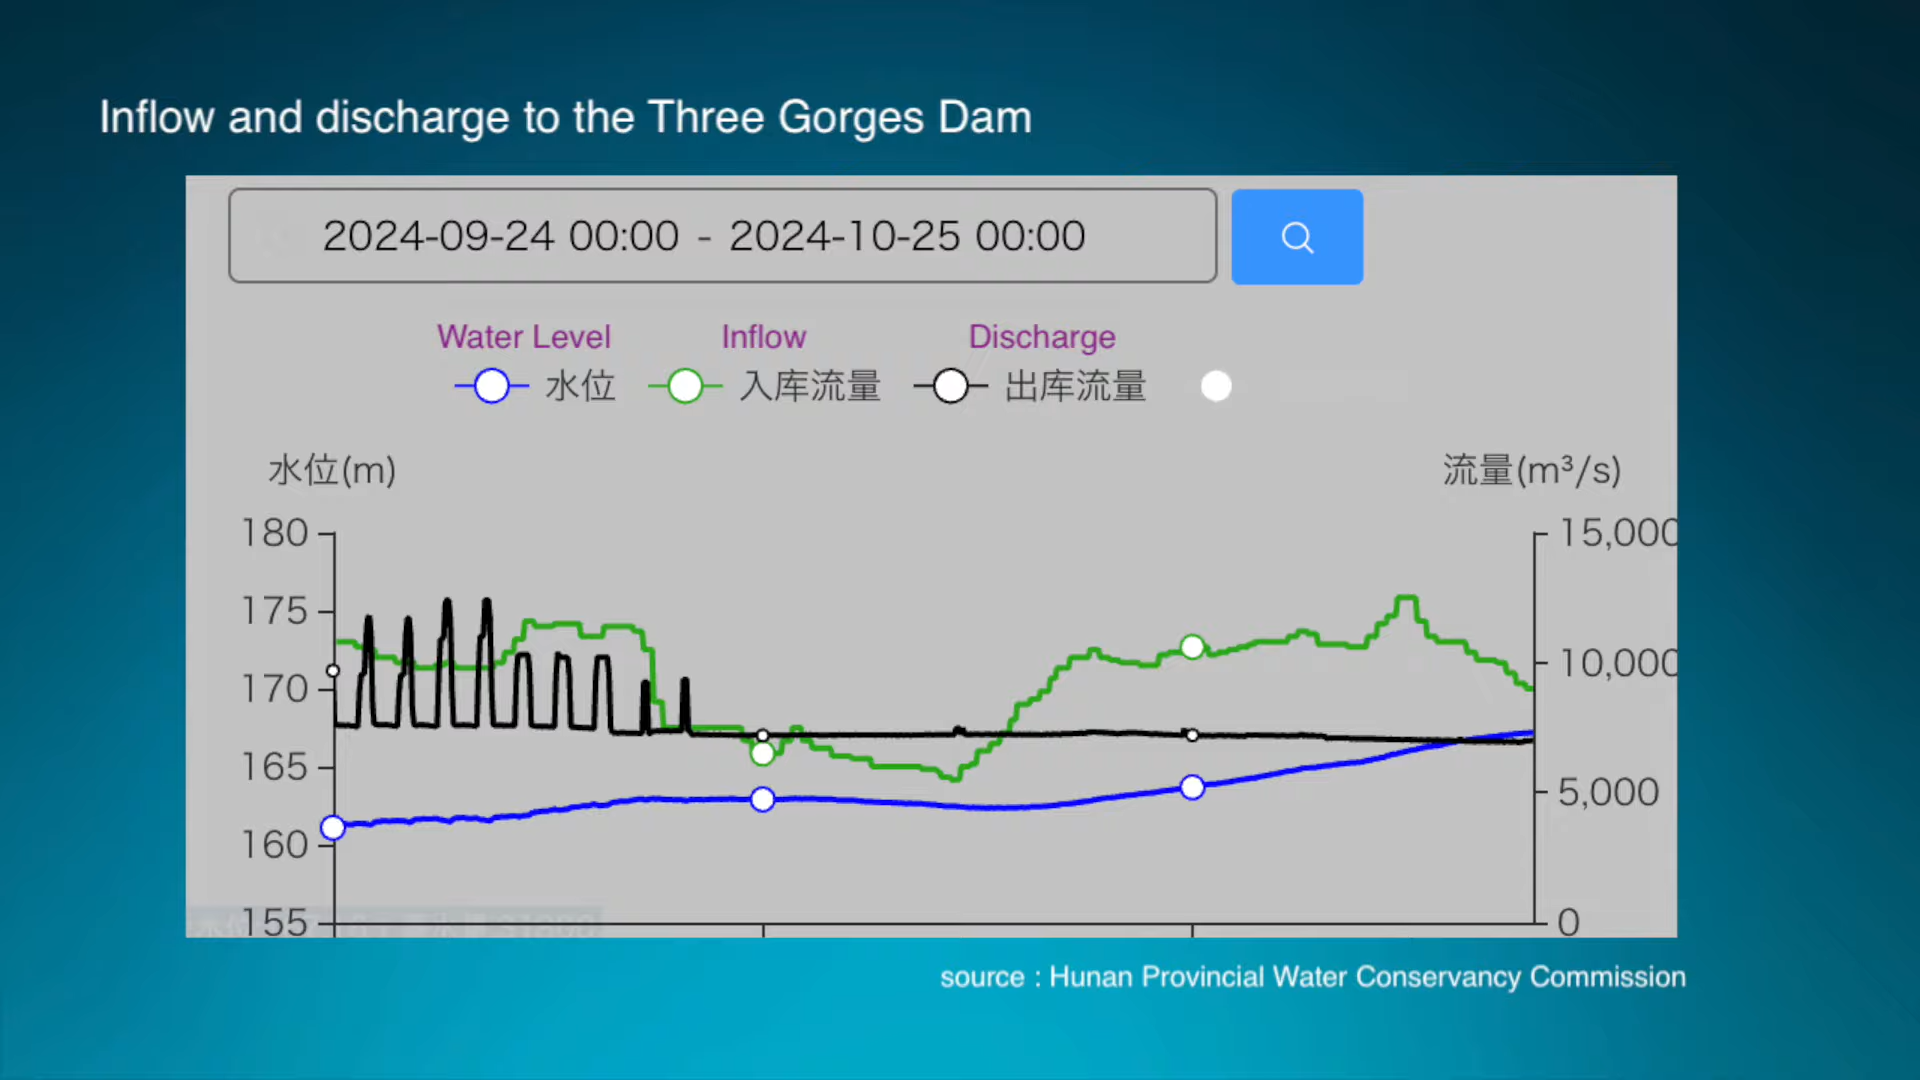 Inflow and discharge to the Three Gorges Dam
2024-09-24 00:00 - 2024-10-25 00:00
Water Level Inflow Discharge
水位 入库流量 出库流量
水位(m) 流量(m³/s)
180 15,000
175
170 10,000
165
160 5,000
155 0
source : Hunan Provincial Water Conservancy Commission